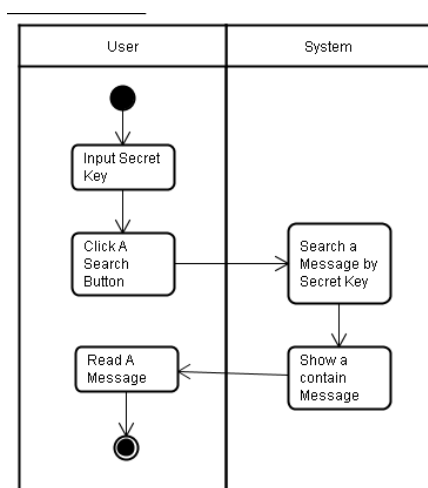 User
System
Input Secret
Key
Click A
Search
Button
Search a
Message by
Secret Key
Show a
contain
Message
Read A
Message